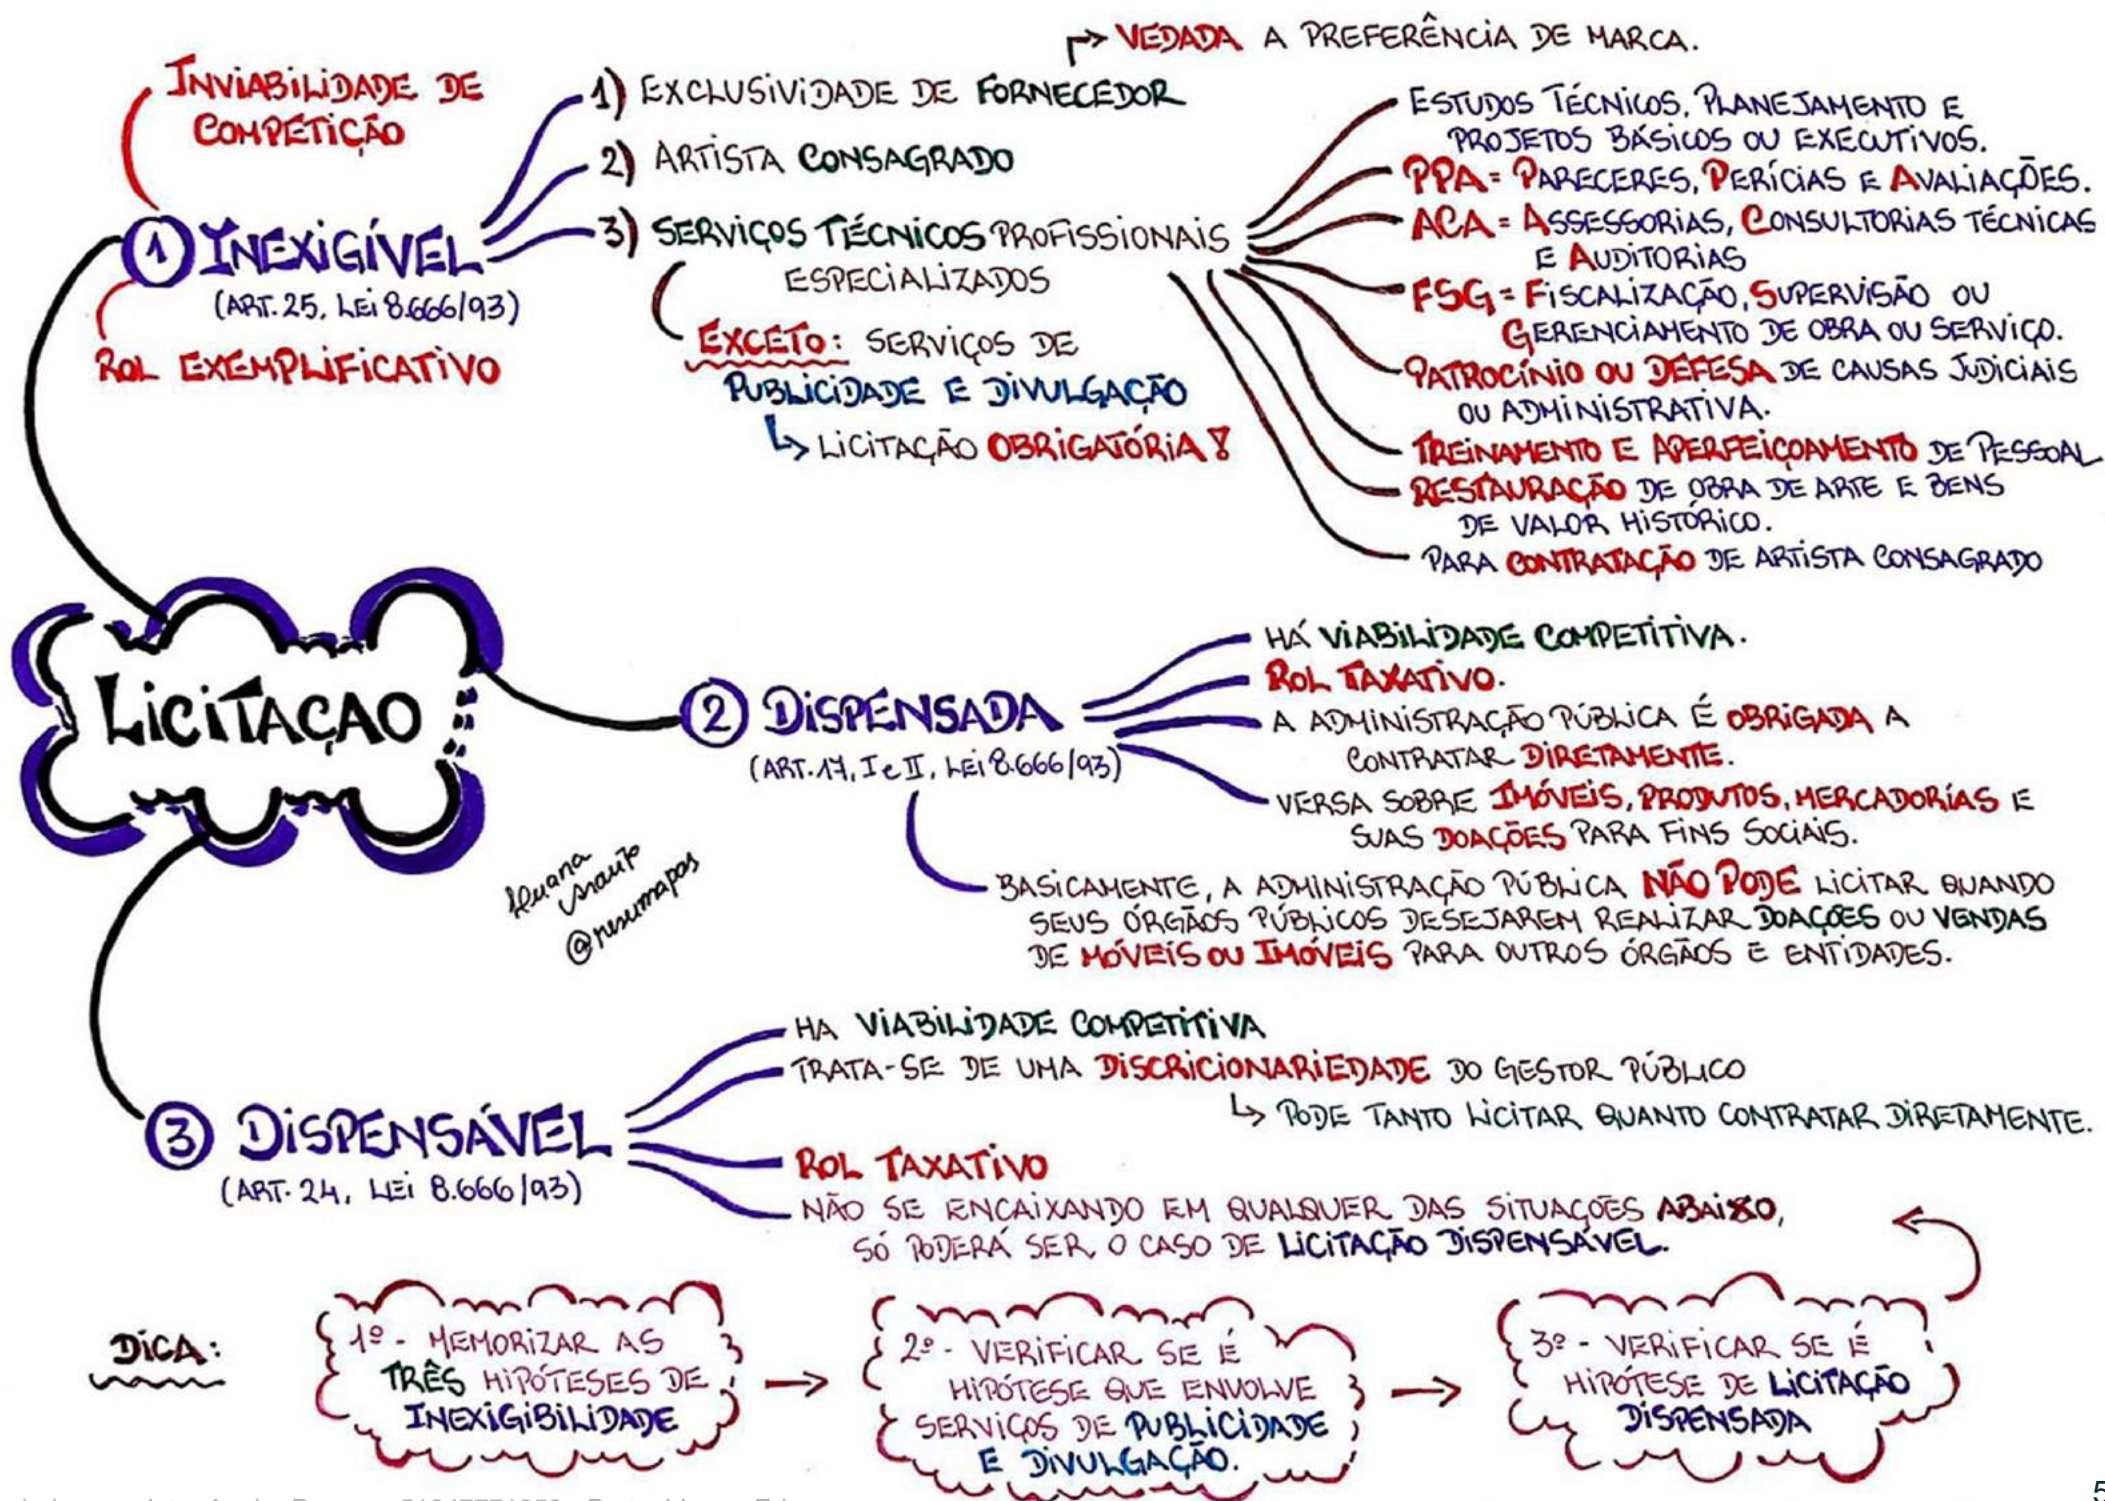 VEDADA A PREFERÊNCIA DE MARCA.
INVIABILIDADE DE
COMPETIÇÃO
1) EXCLUSIVIDADE DE FORNECEDOR
2) ARTISTA CONSAGRADO
3) SERVIÇOS TÉCNICOS PROFISSIONAIS
ESPECIALIZADOS
1 INEXIGÍVEL
(ART. 25, LEI 8.666/93)
ROL EXEMPLIFICATIVO
EXCETO: SERVIÇOS DE
PUBLICIDADE E DIVULGAÇÃO
LICITAÇÃO OBRIGATÓRIA!
ESTUDOS TÉCNICOS, PLANEJAMENTO E
PROJETOS BÁSICOS OU EXECUTIVOS.
PPA = PARECERES, PERÍCIAS E AVALIAÇÕES.
ACA = ASSESSORIAS, CONSULTORIAS TÉCNICAS
E AUDITORIAS
FSG = FISCALIZAÇÃO, SUPERVISÃO OU
GERENCIAMENTO DE OBRA OU SERVIÇO.
PATROCÍNIO OU DEFESA DE CAUSAS JUDICIAIS
OU ADMINISTRATIVA.
TREINAMENTO E APERFEIÇOAMENTO DE PESSOAL
RESTAURAÇÃO DE OBRA DE ARTE E BENS
DE VALOR HISTÓRICO.
PARA CONTRATAÇÃO DE ARTISTA CONSAGRADO
LICITAÇAO
2 DISPENSADA
(ART. 17, I e II, LEI 8.666/93)
HÁ VIABILIDADE COMPETITIVA.
ROL TAXATIVO.
A ADMINISTRAÇÃO PÚBLICA É OBRIGADA A
CONTRATAR DIRETAMENTE.
VERSA SOBRE IMÓVEIS, PRODUTOS, MERCADORÍAS E
SUAS DOAÇÕES PARA FINS SOCIAIS.
BASICAMENTE, A ADMINISTRAÇÃO PÚBLICA NÃO PODE LICITAR QUANDO
SEUS ÓRGÃOS PÚBLICOS DESEJAREM REALIZAR DOAÇÕES OU VENDAS
DE MÓVEIS OU IMÓVEIS PARA OUTROS ÓRGÃOS E ENTIDADES.
@resumapas
3 DISPENSÁVEL
(ART. 24, LEI 8.666/93)
HA VIABILIDADE COMPETITIVA
TRATA-SE DE UMA DISCRICIONARIEDADE DO GESTOR PÚBLICO
PODE TANTO LICITAR QUANTO CONTRATAR DIRETAMENTE.
ROL TAXATIVO
NÃO SE ENCAIXANDO EM QUALQUER DAS SITUAÇÕES ABAIXO,
SÓ PODERÁ SER O CASO DE LICITAÇÃO DISPENSÁVEL.
DICA:
1º - MEMORIZAR AS
TRÊS HIPÓTESES DE
INEXIGIBILIDADE
2º - VERIFICAR SE É
HIPÓTESE QUE ENVOLVE
SERVIÇOS DE PUBLICIDADE
E DIVULGAÇÃO.
3º - VERIFICAR SE É
HIPÓTESE DE LICITAÇÃO
DISPENSADA